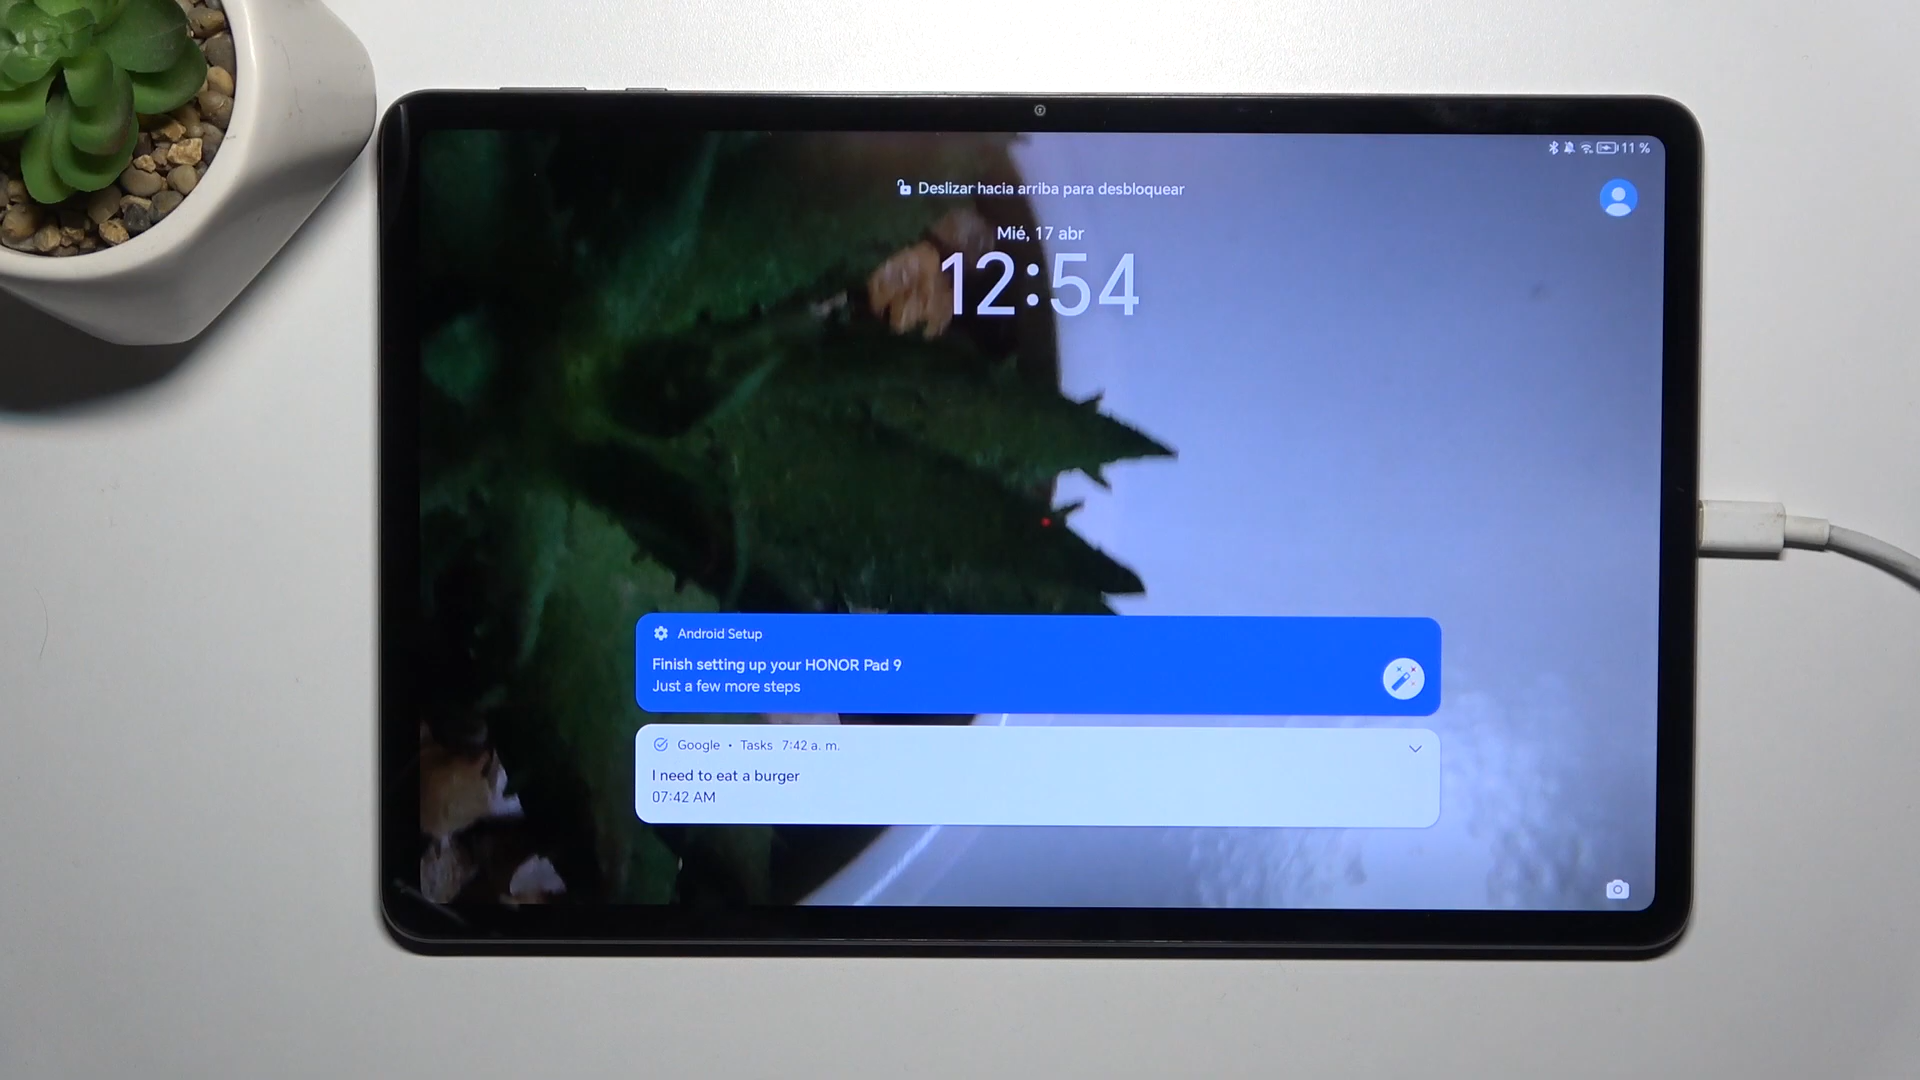 11 %
Deslizar hacia arriba para desbloquear
Mié, 17 abr
12:54
Android Setup
Finish setting up your HONOR Pad 9
Just a few more steps
Google • Tasks 7:42 a. m.
I need to eat a burger
07:42 AM